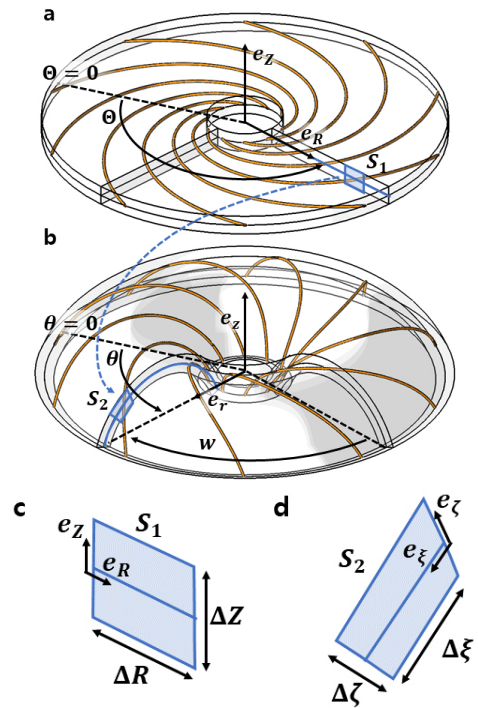 a
e_Z
Θ = 0
Θ
e_R
S_1
b
e_z
θ = 0
θ
S_2
e_r
w
c
d
e_Z
S_1
e_R
ΔZ
ΔR
e_ζ
S_2
e_ξ
Δξ
Δζ